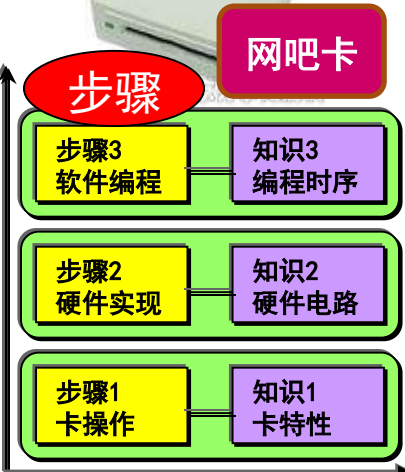 网吧卡
步骤
步骤3
软件编程
知识3
编程时序
步骤2
硬件实现
知识2
硬件电路
步骤1
卡操作
知识1
卡特性